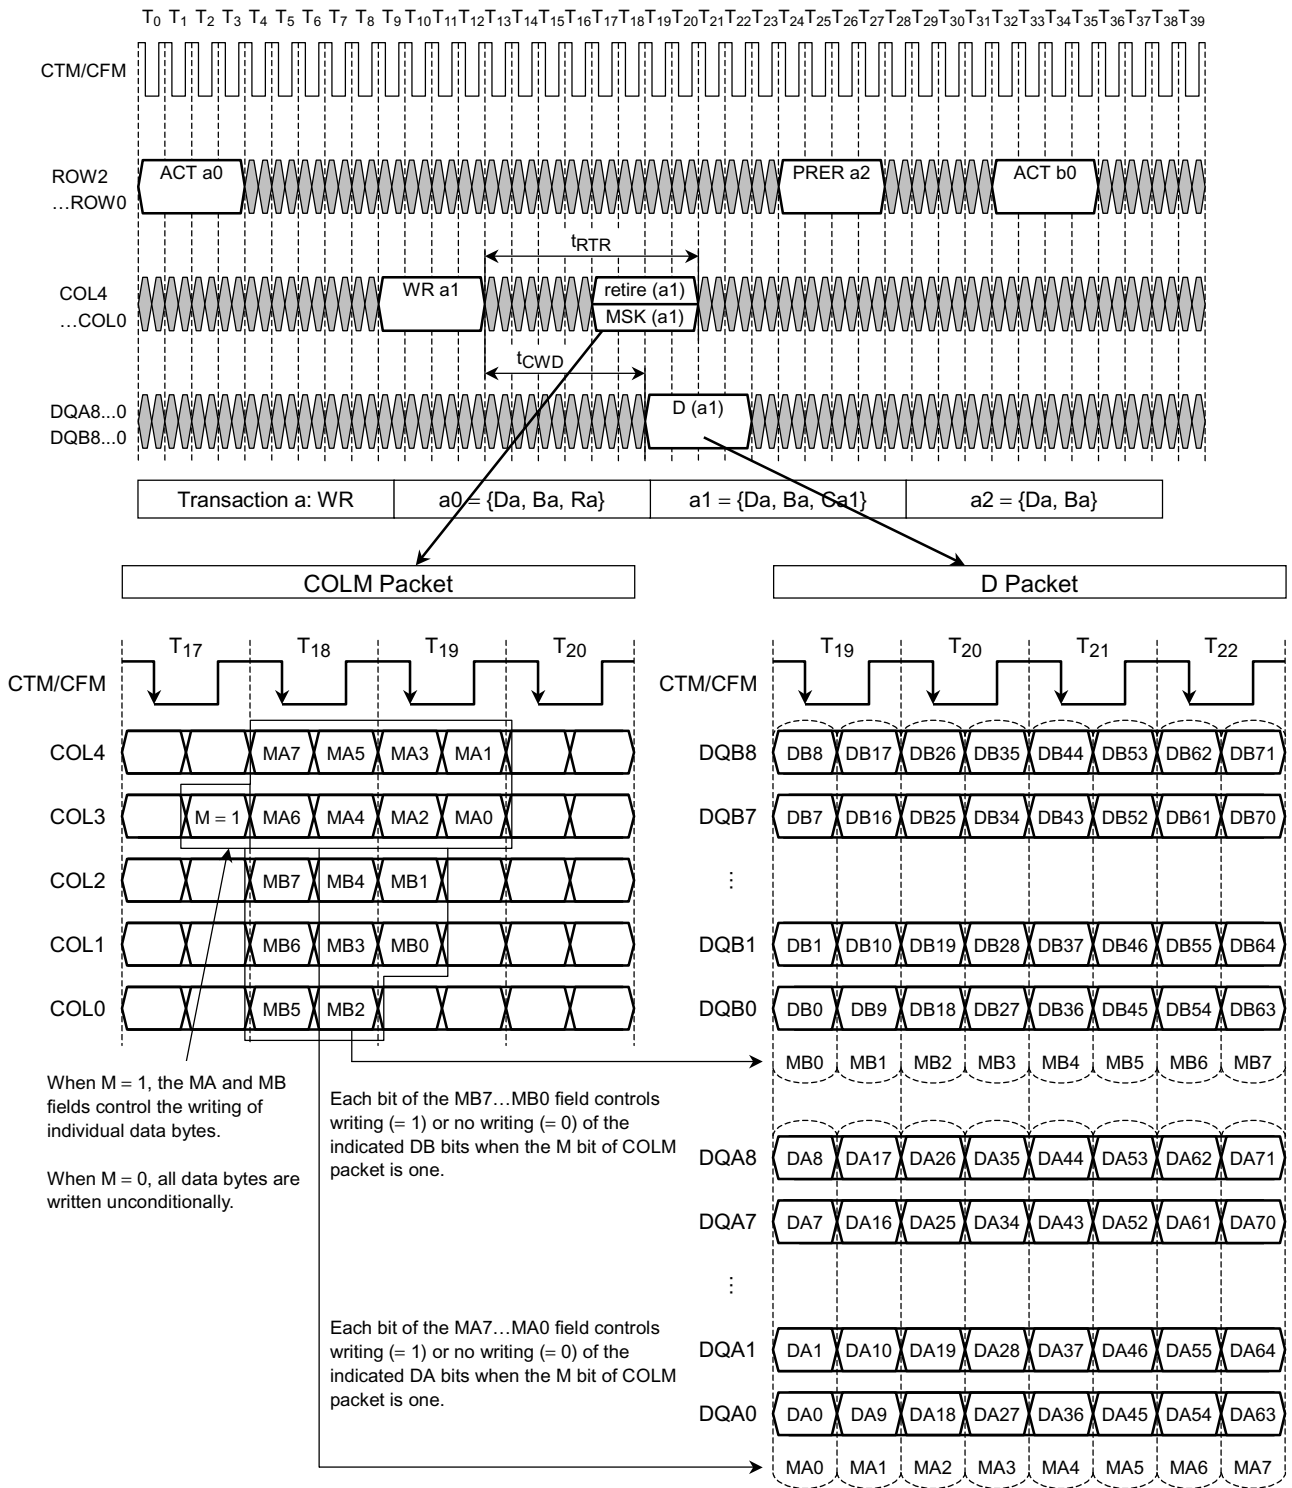 T0 T1 T2 T3 T4 T5 T6 T7 T8 T9 T10 T11 T12 T13 T14 T15 T16 T17 T18 T19 T20 T21 T22 T23 T24 T25 T26 T27 T28 T29 T30 T31 T32 T33 T34 T35 T36 T37 T38 T39
CTM/CFM
ROW2
…ROW0
ACT a0
PRER a2
ACT b0
tRTR
COL4
…COL0
WR a1
retire (a1)
MSK (a1)
tCWD
DQA8...0
DQB8...0
D (a1)
Transaction a: WR
a0 = {Da, Ba, Ra}
a1 = {Da, Ba, Ca1}
a2 = {Da, Ba}
COLM Packet
T17 T18 T19 T20
CTM/CFM
COL4 MA7 MA5 MA3 MA1
COL3 M = 1 MA6 MA4 MA2 MA0
COL2 MB7 MB4 MB1
COL1 MB6 MB3 MB0
COL0 MB5 MB2
When M = 1, the MA and MB
fields control the writing of
individual data bytes.
When M = 0, all data bytes are
written unconditionally.
Each bit of the MB7…MB0 field controls
writing (= 1) or no writing (= 0) of the
indicated DB bits when the M bit of COLM
packet is one.
Each bit of the MA7…MA0 field controls
writing (= 1) or no writing (= 0) of the
indicated DA bits when the M bit of COLM
packet is one.
D Packet
T19 T20 T21 T22
CTM/CFM
DQB8 DB8 DB17 DB26 DB35 DB44 DB53 DB62 DB71
DQB7 DB7 DB16 DB25 DB34 DB43 DB52 DB61 DB70
⋮
DQB1 DB1 DB10 DB19 DB28 DB37 DB46 DB55 DB64
DQB0 DB0 DB9 DB18 DB27 DB36 DB45 DB54 DB63
MB0 MB1 MB2 MB3 MB4 MB5 MB6 MB7
DQA8 DA8 DA17 DA26 DA35 DA44 DA53 DA62 DA71
DQA7 DA7 DA16 DA25 DA34 DA43 DA52 DA61 DA70
⋮
DQA1 DA1 DA10 DA19 DA28 DA37 DA46 DA55 DA64
DQA0 DA0 DA9 DA18 DA27 DA36 DA45 DA54 DA63
MA0 MA1 MA2 MA3 MA4 MA5 MA6 MA7